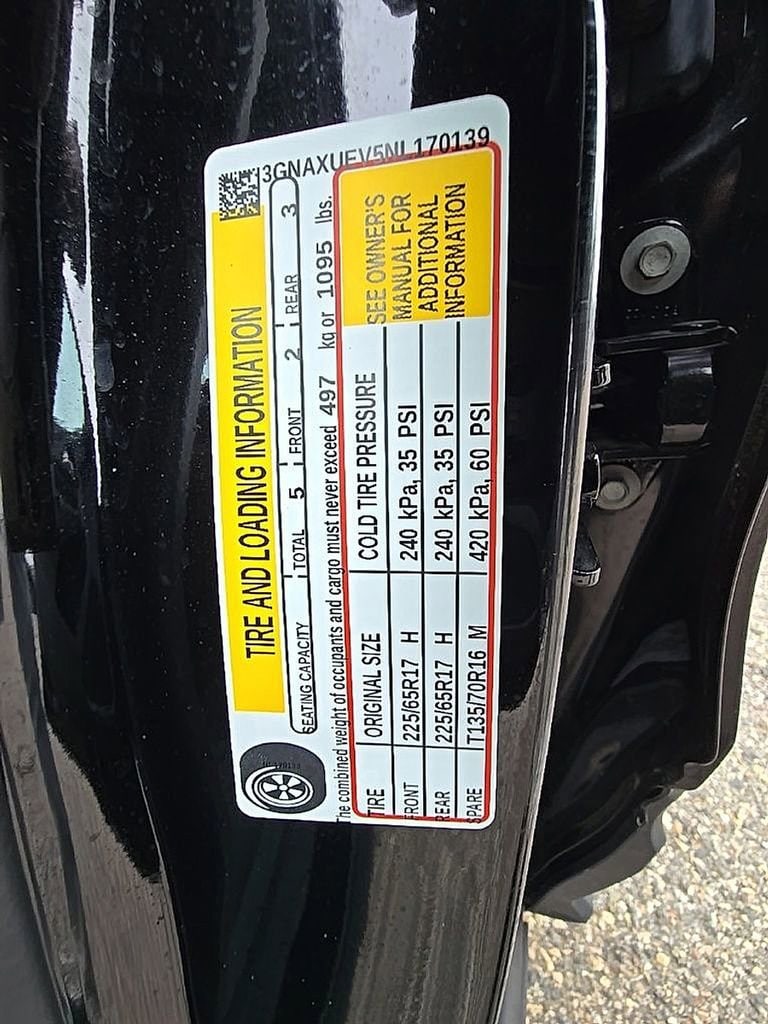 3GNAXUEV5NL170139
TIRE AND LOADING INFORMATION
SEATING CAPACITY TOTAL 5 FRONT 2 REAR 3
The combined weight of occupants and cargo must never exceed 497 kg or 1095 lbs.
TIRE ORIGINAL SIZE COLD TIRE PRESSURE
FRONT 225/65R17 H 240 kPa, 35 PSI
REAR 225/65R17 H 240 kPa, 35 PSI
SPARE T135/70R16 M 420 kPa, 60 PSI
SEE OWNER'S
MANUAL FOR
ADDITIONAL
INFORMATION